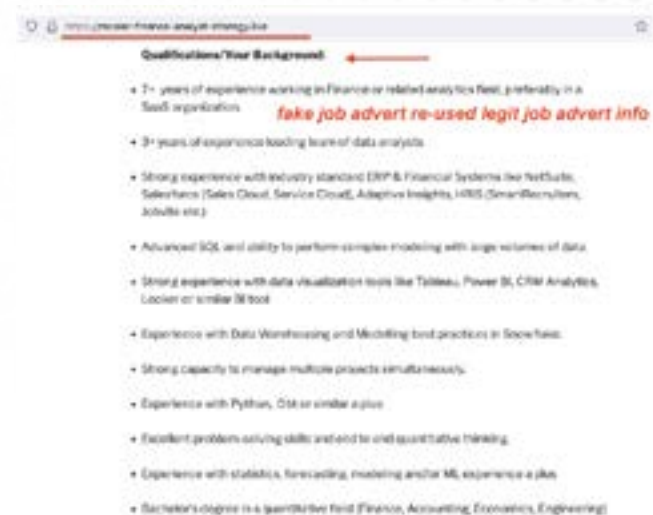 Qualifications/Your Background:
• 7+ years of experience working in Finance or related analytics field, preferably in a
SaaS organization.
fake job advert re-used legit job advert info
• 3+ years of experience leading team of data analysts
• Strong experience with industry standard ERP & Financial Systems like NetSuite,
Salesforce (Sales Cloud, Service Cloud), Adaptive Insights, HRIS (SmartRecruiters,
Jobvite etc.)
• Advanced SQL and ability to perform complex modeling with large volumes of data
• Strong experience with data visualization tools like Tableau, Power BI, CRM Analytics,
Looker or similar BI tool
• Experience with Data Warehousing and Modelling best practices in Snowflake.
• Strong capacity to manage multiple projects simultaneously.
• Experience with Python, Dbt or similar a plus
• Excellent problem-solving skills and end to end quantitative thinking.
• Experience with statistics, forecasting, modeling and/or ML experience a plus
• Bachelor's degree in a quantitative field (Finance, Accounting, Economics, Engineering)